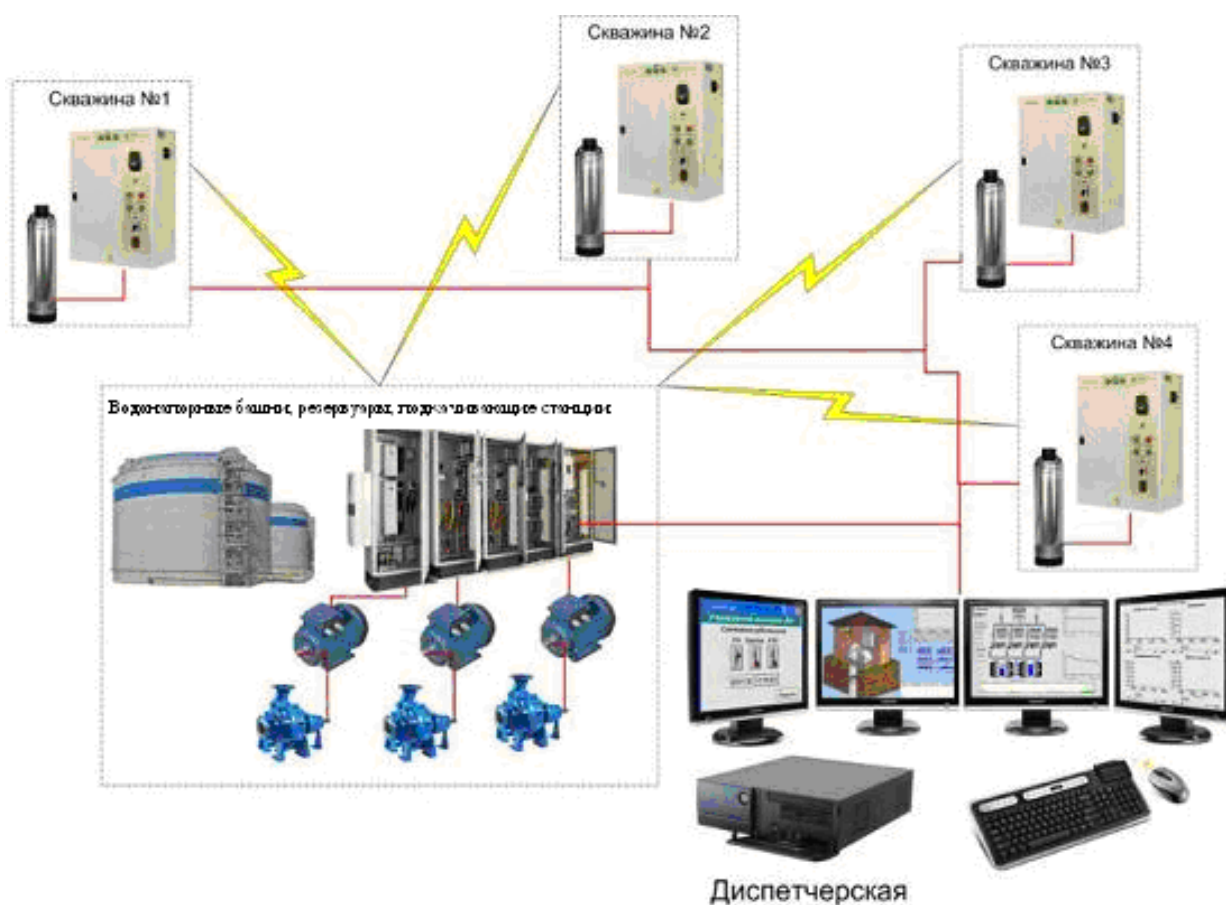 Скважина №2
Скважина №3
Скважина №1
Скважина №4
Водонапорные башни, резервуары, подкачивающие станции
Диспетчерская